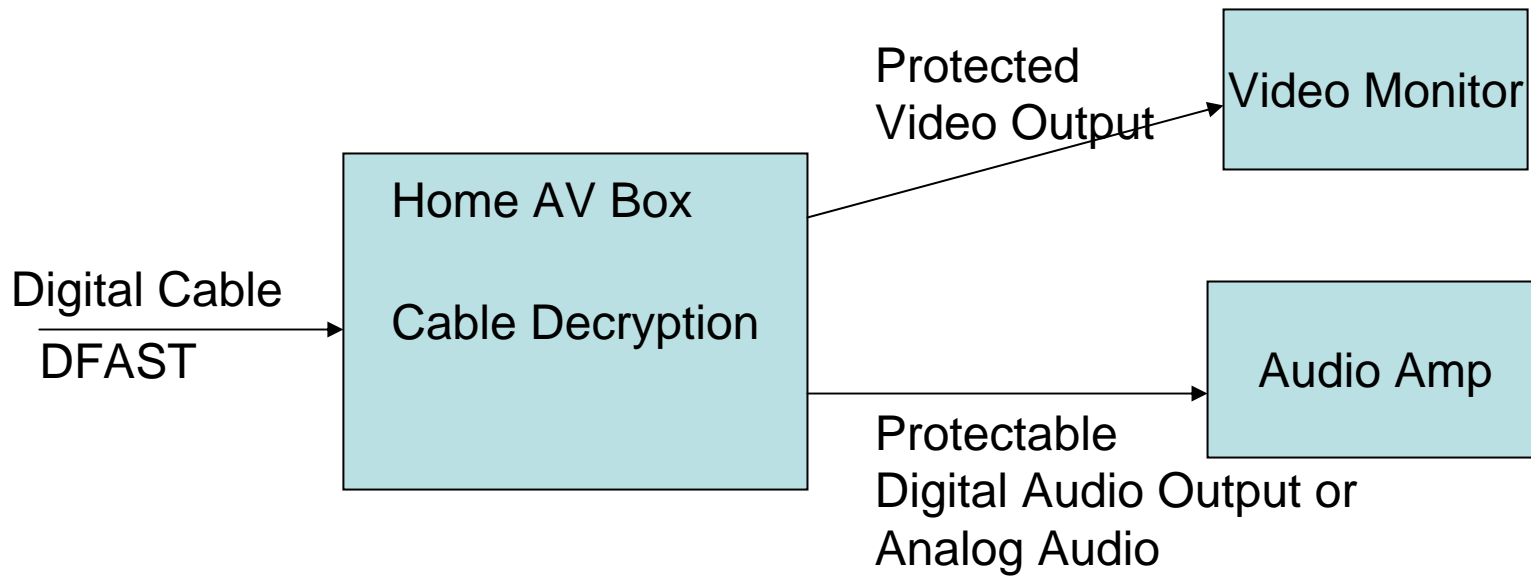 Digital Cable
DFAST
Home AV Box
Cable Decryption
Protected
Video Output
Video Monitor
Protectable
Digital Audio Output or
Analog Audio
Audio Amp